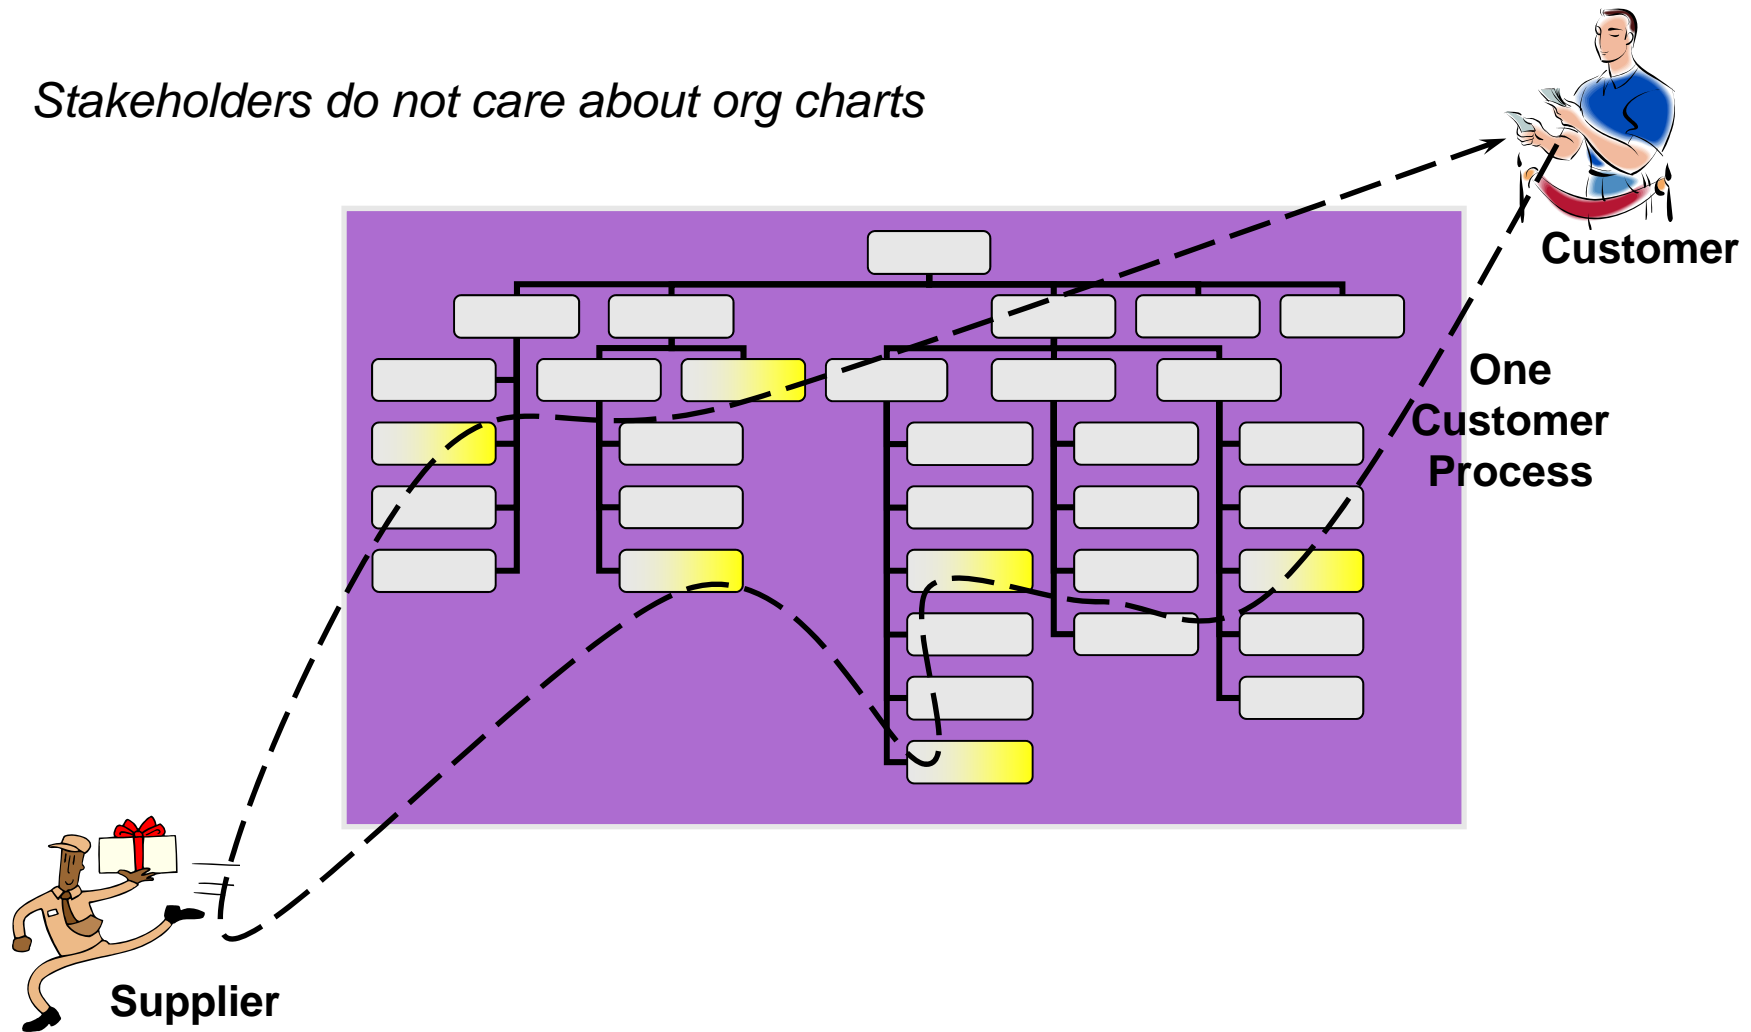 Stakeholders do not care about org charts
Customer
One
Customer
Process
Supplier